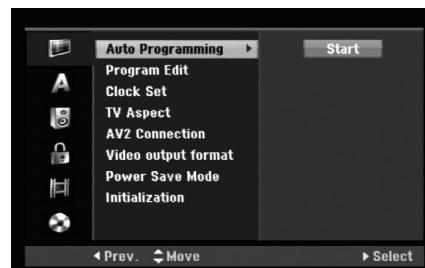 Auto Programming ► Start
Program Edit
Clock Set
TV Aspect
AV2 Connection
Video output format
Power Save Mode
Initialization
A
◄ Prev. Move ► Select